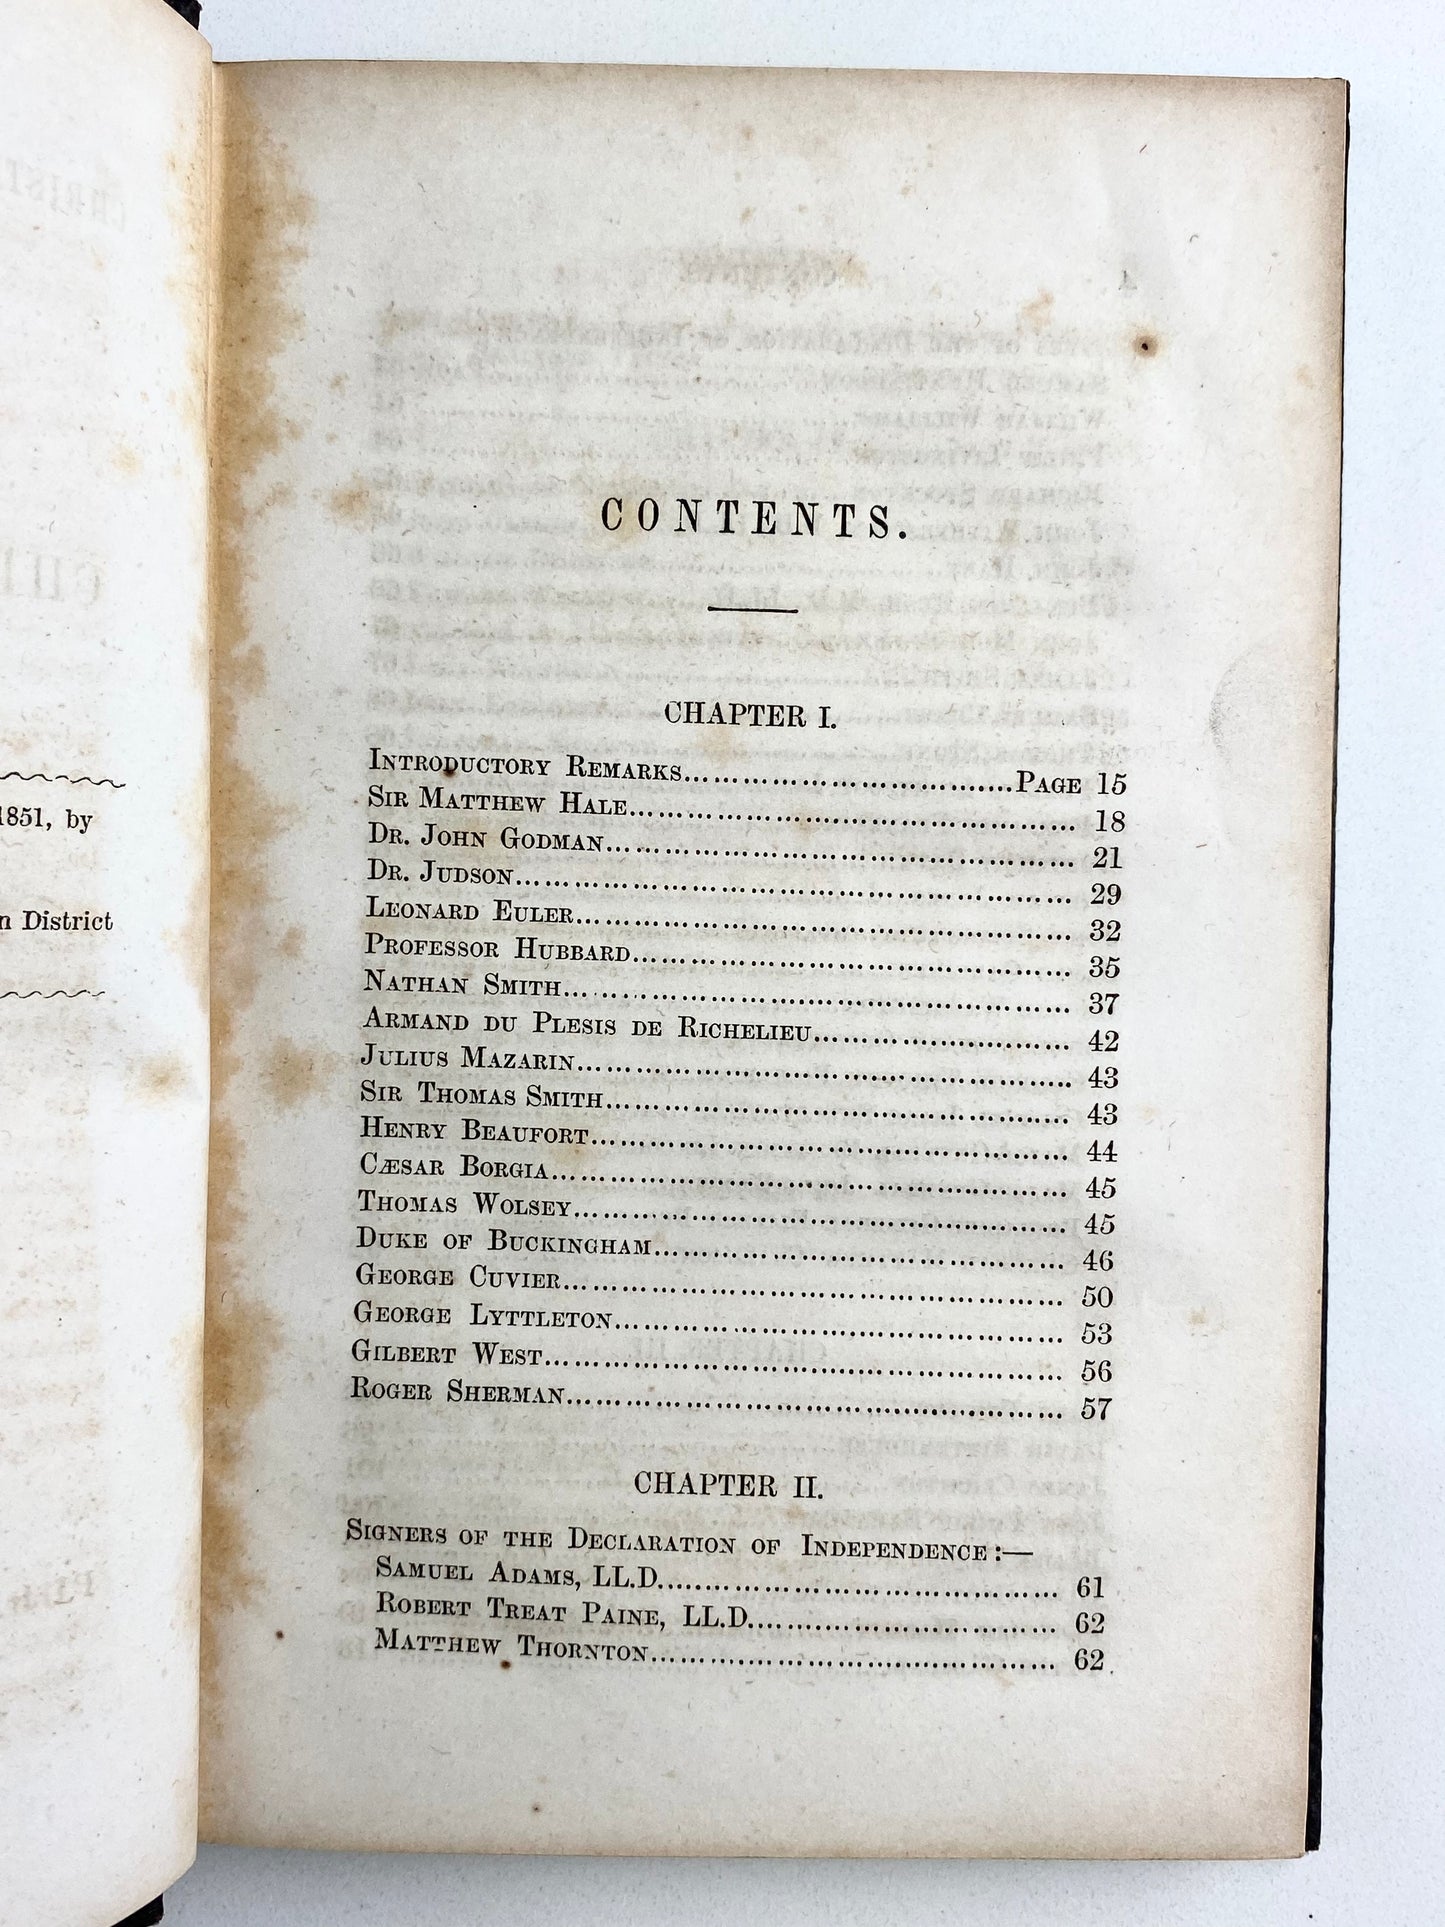 1851, by
n District
CONTENTS.
CHAPTER I.
INTRODUCTORY REMARKS................................PAGE 15
SIR MATTHEW HALE................................ 18
DR. JOHN GODMAN................................ 21
DR. JUDSON................................ 29
LEONARD EULER................................ 32
PROFESSOR HUBBARD................................ 35
NATHAN SMITH................................ 37
ARMAND DU PLESIS DE RICHELIEU................................ 42
JULIUS MAZARIN................................ 43
SIR THOMAS SMITH................................ 43
HENRY BEAUFORT................................ 44
CÆSAR BORGIA................................ 45
THOMAS WOLSEY................................ 45
DUKE OF BUCKINGHAM................................ 46
GEORGE CUVIER................................ 50
GEORGE LYTTLETON................................ 53
GILBERT WEST................................ 56
ROGER SHERMAN................................ 57
CHAPTER II.
SIGNERS OF THE DECLARATION OF INDEPENDENCE:—
SAMUEL ADAMS, LL.D................................ 61
ROBERT TREAT PAINE, LL.D................................ 62
MATTHEW THORNTON................................ 62